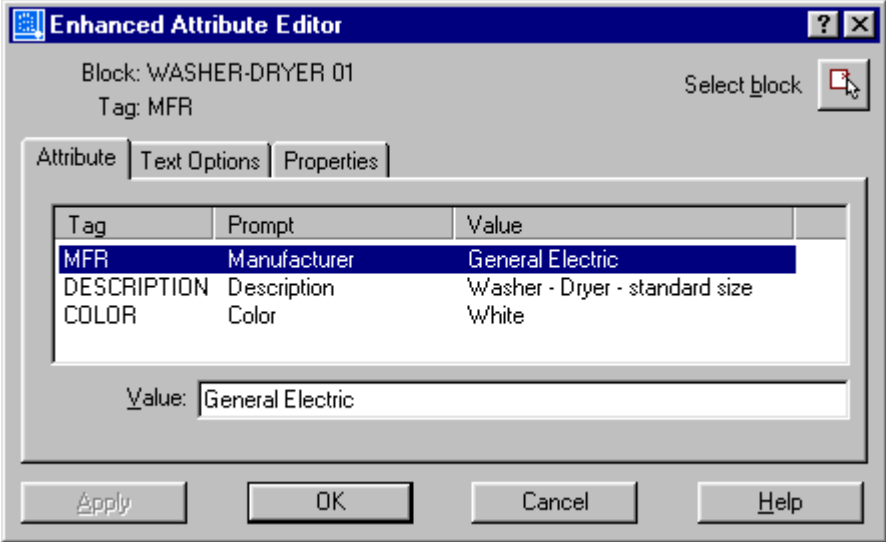 Enhanced Attribute Editor
Block: WASHER-DRYER 01
Tag: MFR
Select block
Attribute Text Options Properties
Tag Prompt Value
MFR Manufacturer General Electric
DESCRIPTION Description Washer - Dryer - standard size
COLOR Color White
Value: General Electric
Apply OK Cancel Help